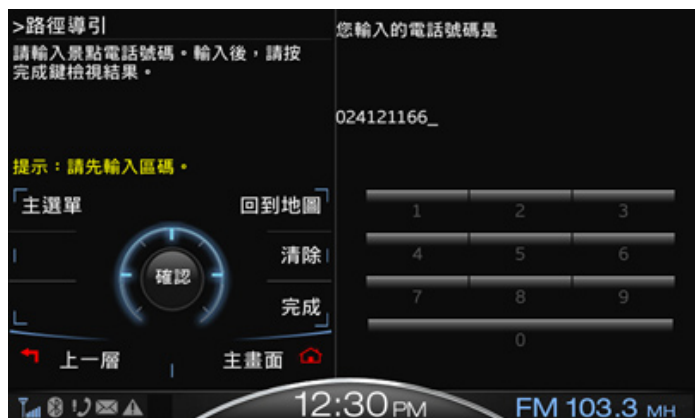 >路徑導引
請輸入景點電話號碼。輸入後，請按
完成鍵檢視結果。
提示：請先輸入區碼。
主選單
回到地圖
清除
確認
完成
上一層
主畫面
您輸入的電話號碼是
024121166_
1 2 3
4 5 6
7 8 9
0
12:30 PM
FM 103.3 MH